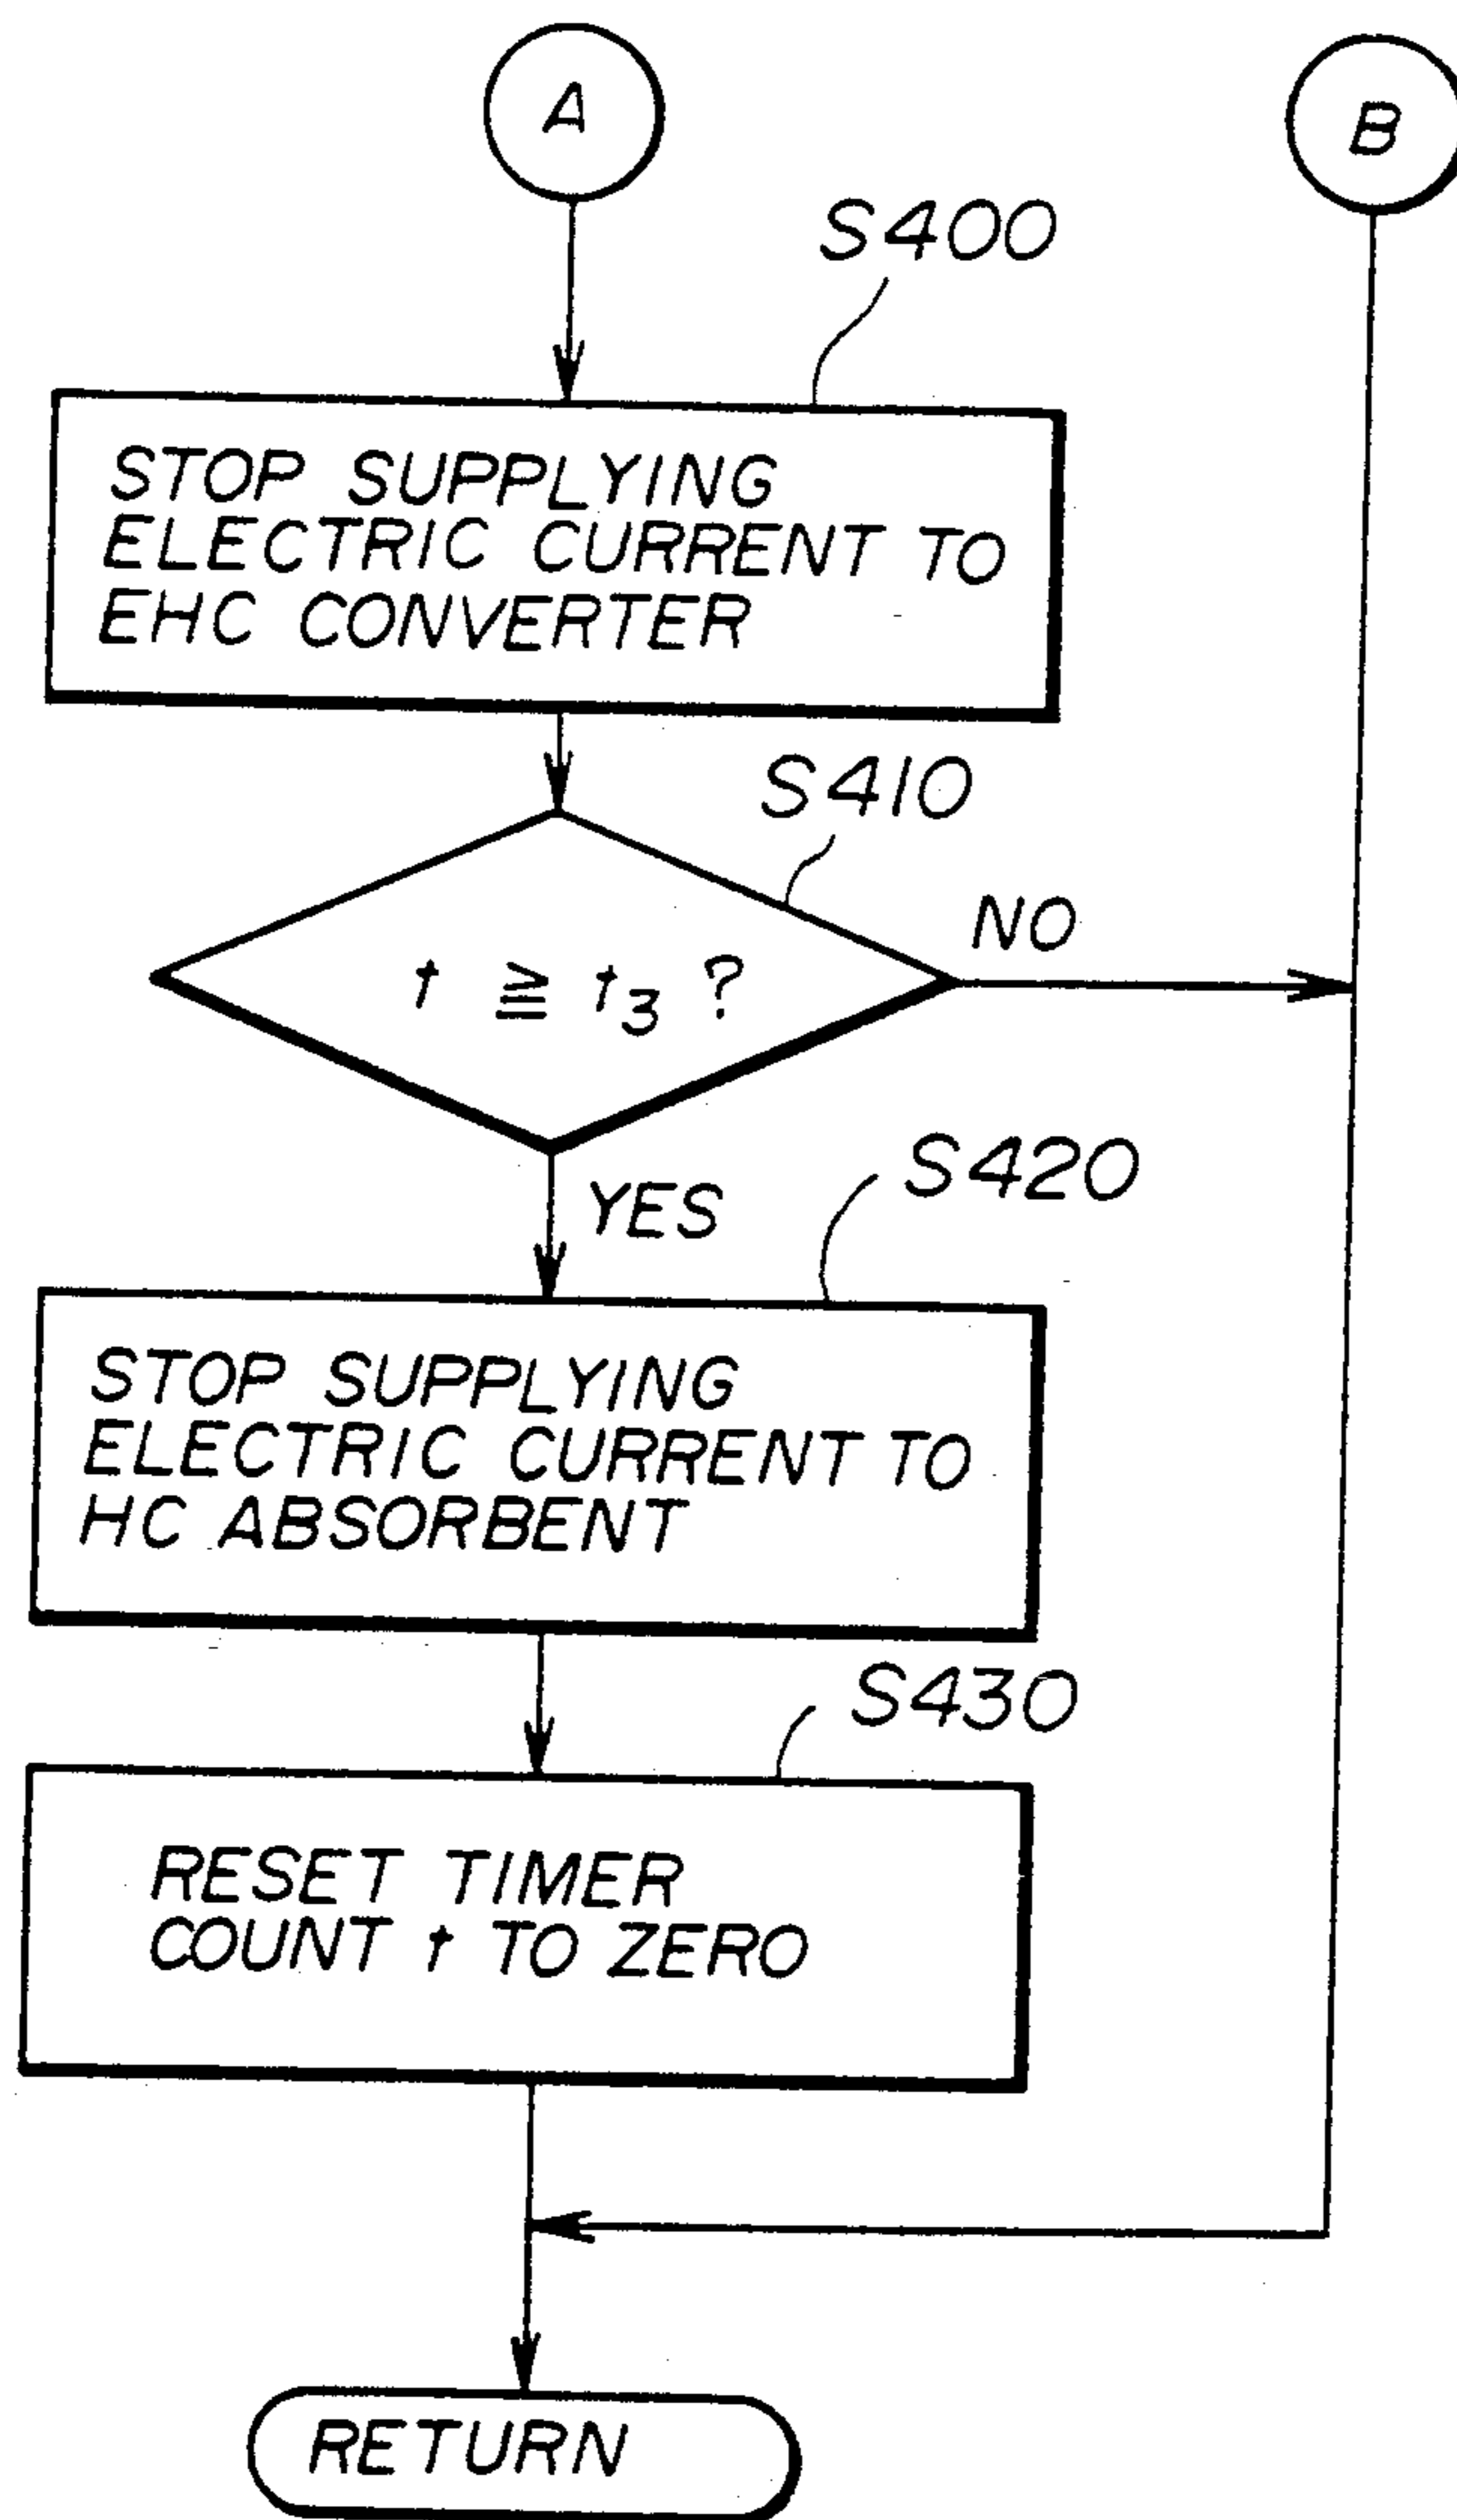 A
B
S400
STOP SUPPLYING
ELECTRIC CURRENT TO
EHC CONVERTER
S410
NO
t ≧ t3 ?
YES
S420
STOP SUPPLYING
ELECTRIC CURRENT TO
HC ABSORBENT
S430
RESET TIMER
COUNT t TO ZERO
RETURN